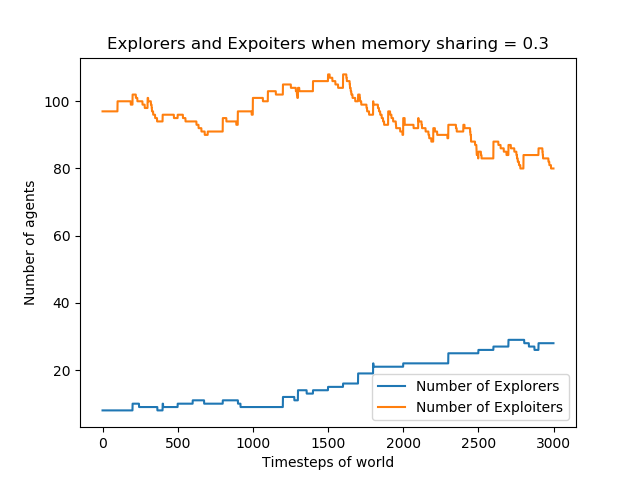 Explorers and Expoiters when memory sharing = 0.3
Number of agents
100
80
60
40
20
0
500
1000
1500
2000
2500
3000
Timesteps of world
Number of Explorers
Number of Exploiters